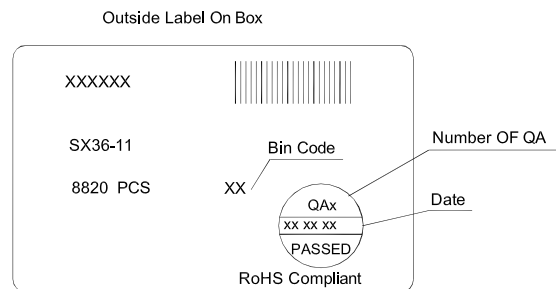 Outside Label On Box
XXXXXX
SX36-11
Bin Code
Number OF QA
8820 PCS
XX
Date
QAx
xx xx xx
PASSED
RoHS Compliant